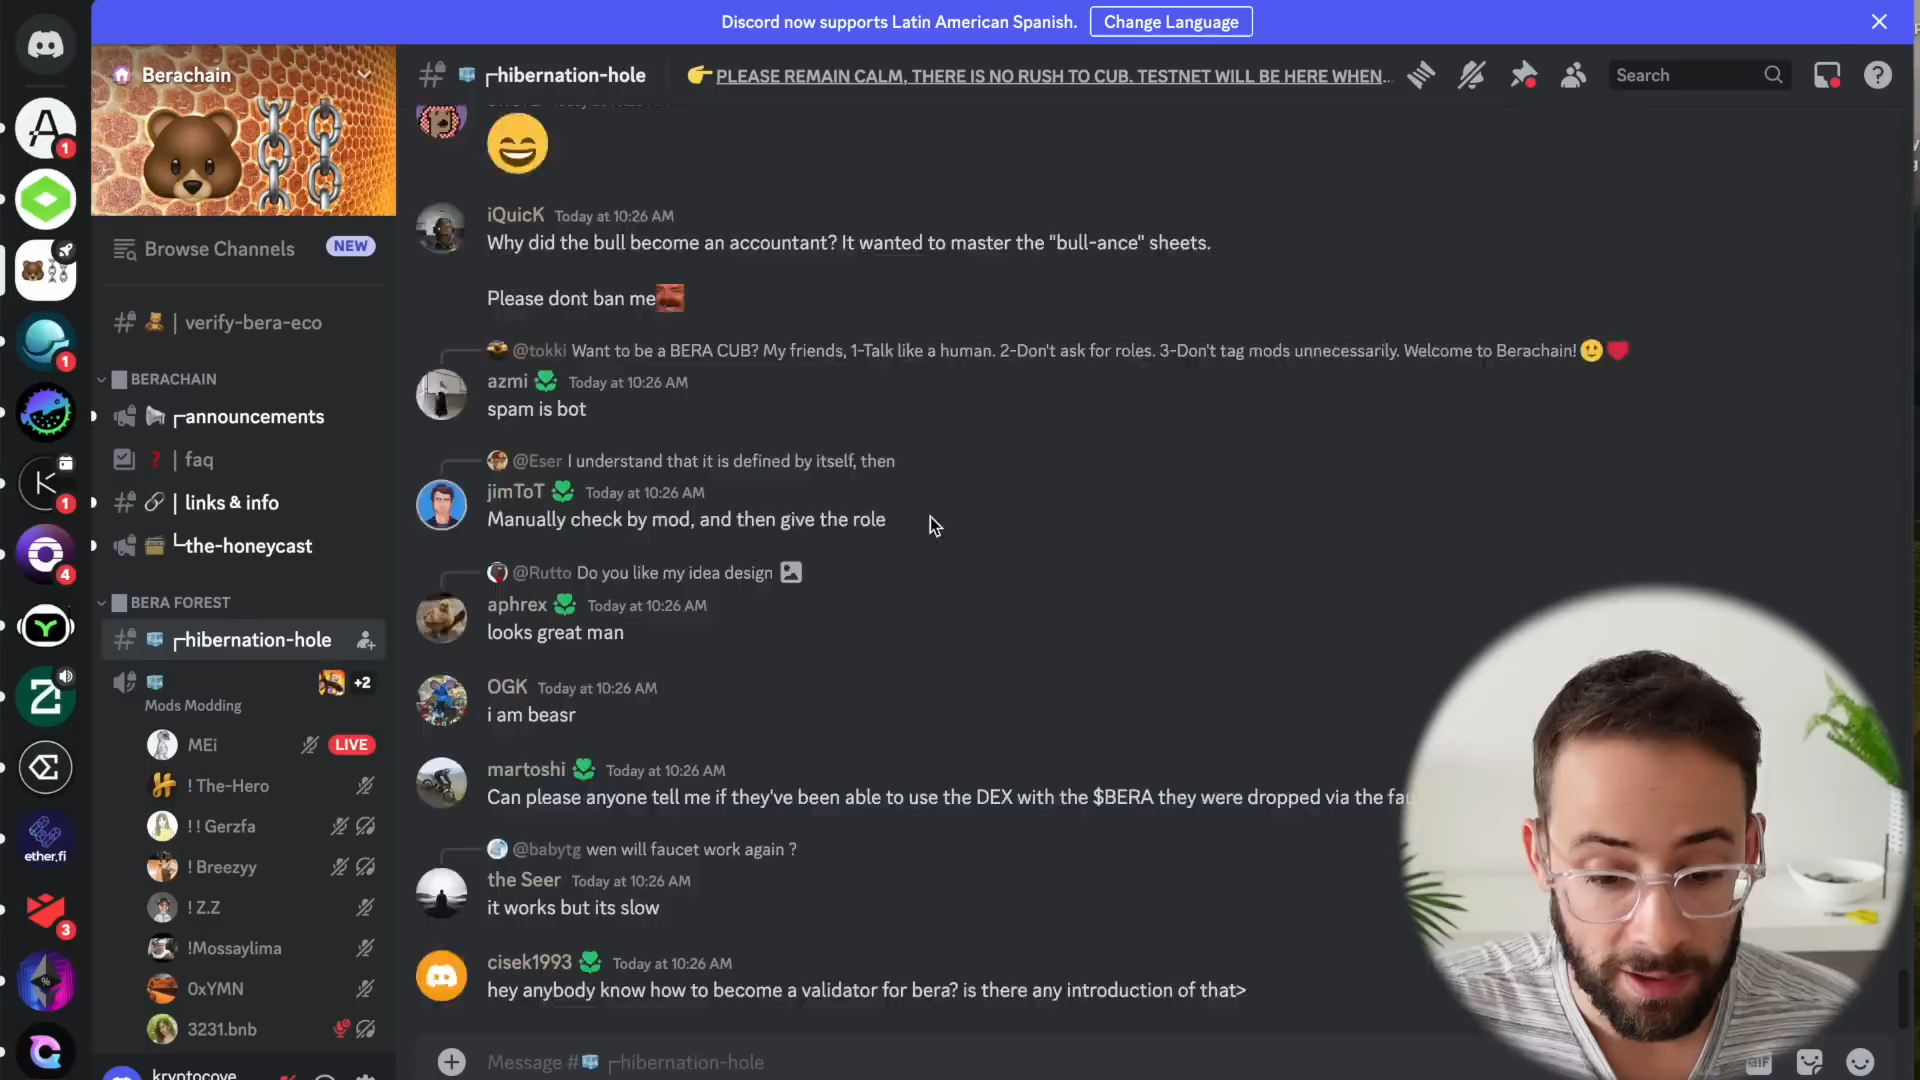 Discord now supports Latin American Spanish.
Change Language
Berachain
┌hibernation-hole
PLEASE REMAIN CALM, THERE IS NO RUSH TO CUB. TESTNET WILL BE HERE WHEN...
Search
Browse Channels
NEW
verify-bera-eco
BERACHAIN
┌announcements
faq
links & info
└the-honeycast
BERA FOREST
┌hibernation-hole
+2
Mods Modding
MEi
LIVE
! The-Hero
! ! Gerzfa
! Breezyy
! Z.Z
!Mossaylima
0xYMN
3231.bnb
kryptocove
1
1
1
4
3
ether.fi
iQuicK Today at 10:26 AM
Why did the bull become an accountant? It wanted to master the "bull-ance" sheets.
Please dont ban me
@tokki Want to be a BERA CUB? My friends, 1-Talk like a human. 2-Don't ask for roles. 3-Don't tag mods unnecessarily. Welcome to Berachain!
azmi Today at 10:26 AM
spam is bot
@Eser I understand that it is defined by itself, then
jimToT Today at 10:26 AM
Manually check by mod, and then give the role
@Rutto Do you like my idea design
aphrex Today at 10:26 AM
looks great man
OGK Today at 10:26 AM
i am beasr
martoshi Today at 10:26 AM
Can please anyone tell me if they've been able to use the DEX with the $BERA they were dropped via the
@babytg wen will faucet work again ?
the Seer Today at 10:26 AM
it works but its slow
cisek1993 Today at 10:26 AM
hey anybody know how to become a validator for bera? is there any introduction of that>
Message # ┌hibernation-hole
GIF